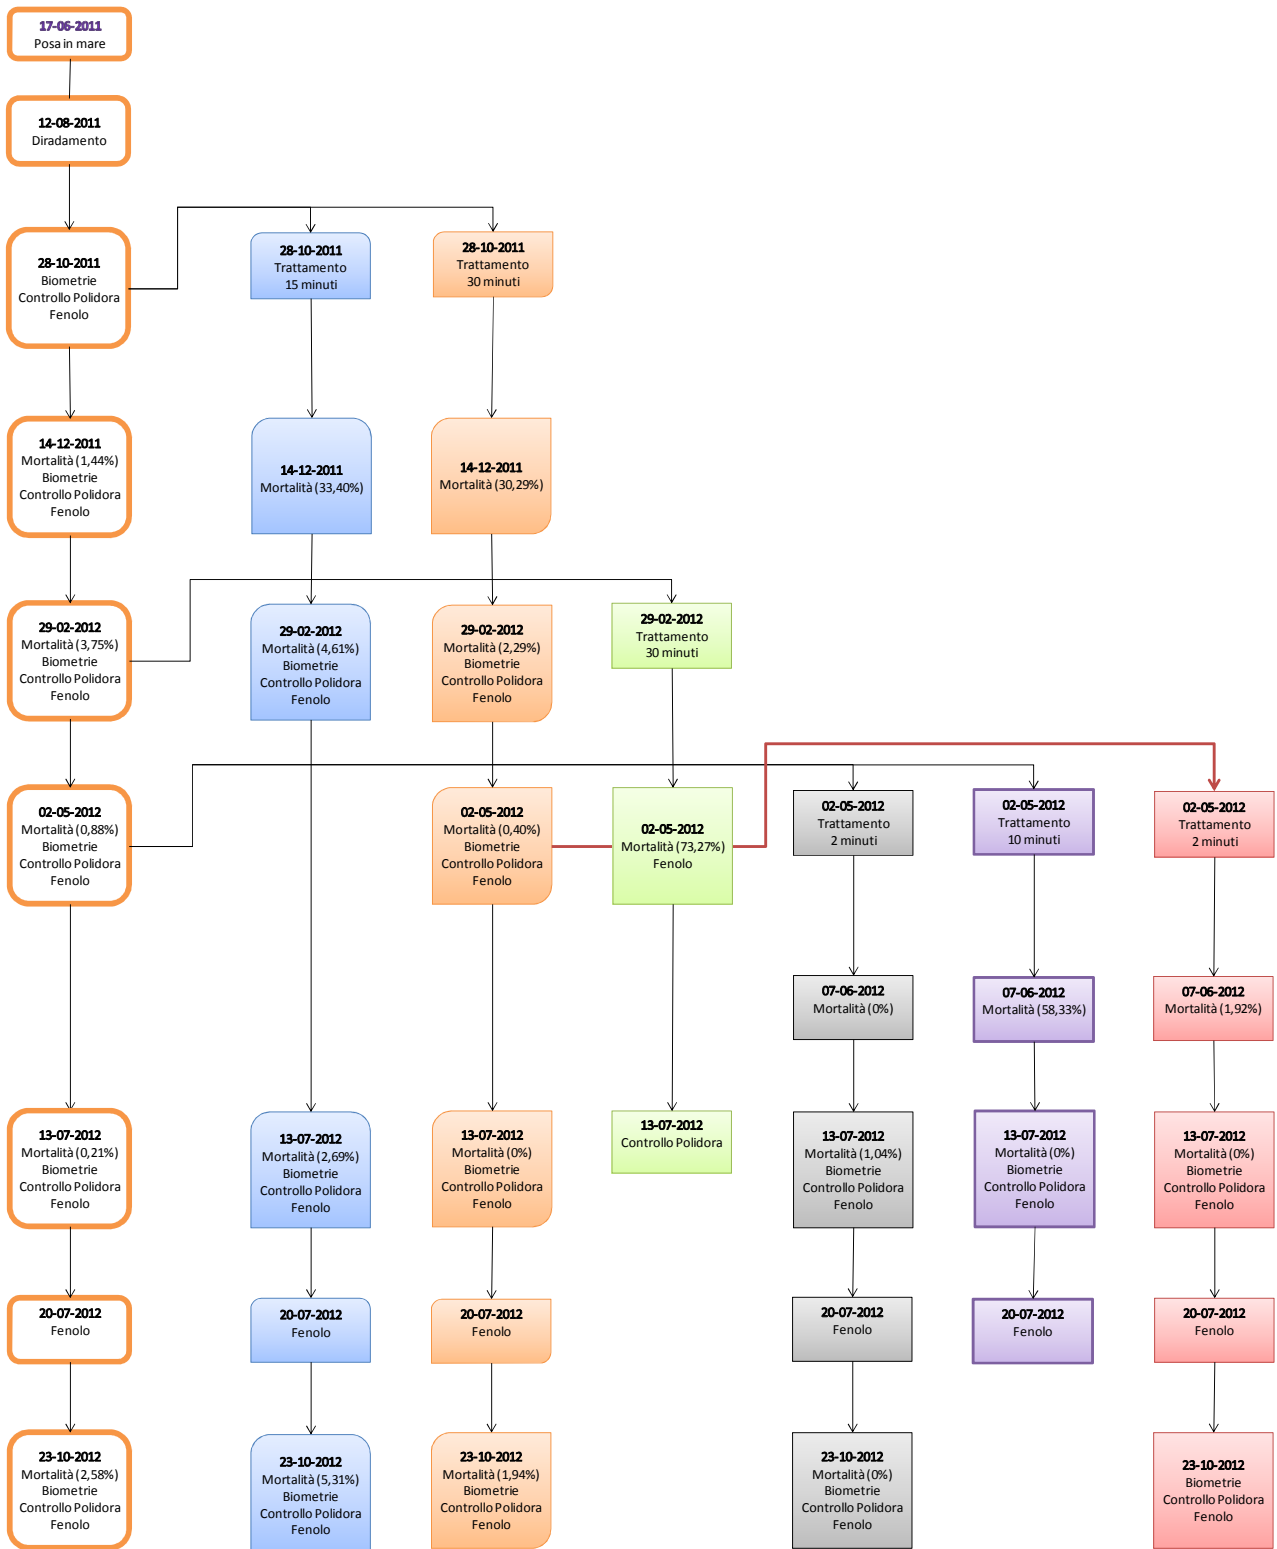 17-06-2011
Posa in mare
12-08-2011
Diradamento
28-10-2011
Biometrie
Controllo Polidora
Fenolo
28-10-2011
Trattamento
15 minuti
28-10-2011
Trattamento
30 minuti
14-12-2011
Mortalità (1,44%)
Biometrie
Controllo Polidora
Fenolo
14-12-2011
Mortalità (33,40%)
14-12-2011
Mortalità (30,29%)
29-02-2012
Mortalità (3,75%)
Biometrie
Controllo Polidora
Fenolo
29-02-2012
Mortalità (4,61%)
Biometrie
Controllo Polidora
Fenolo
29-02-2012
Mortalità (2,29%)
Biometrie
Controllo Polidora
Fenolo
29-02-2012
Trattamento
30 minuti
02-05-2012
Mortalità (0,88%)
Biometrie
Controllo Polidora
Fenolo
02-05-2012
Mortalità (0,40%)
Biometrie
Controllo Polidora
Fenolo
02-05-2012
Mortalità (73,27%)
Fenolo
02-05-2012
Trattamento
2 minuti
02-05-2012
Trattamento
10 minuti
02-05-2012
Trattamento
2 minuti
07-06-2012
Mortalità (0%)
07-06-2012
Mortalità (58,33%)
07-06-2012
Mortalità (1,92%)
13-07-2012
Mortalità (0,21%)
Biometrie
Controllo Polidora
Fenolo
13-07-2012
Mortalità (2,69%)
Biometrie
Controllo Polidora
Fenolo
13-07-2012
Mortalità (0%)
Biometrie
Controllo Polidora
Fenolo
13-07-2012
Controllo Polidora
13-07-2012
Mortalità (1,04%)
Biometrie
Controllo Polidora
Fenolo
13-07-2012
Mortalità (0%)
Biometrie
Controllo Polidora
Fenolo
13-07-2012
Mortalità (0%)
Biometrie
Controllo Polidora
Fenolo
20-07-2012
Fenolo
20-07-2012
Fenolo
20-07-2012
Fenolo
20-07-2012
Fenolo
20-07-2012
Fenolo
20-07-2012
Fenolo
23-10-2012
Mortalità (2,58%)
Biometrie
Controllo Polidora
Fenolo
23-10-2012
Mortalità (5,31%)
Biometrie
Controllo Polidora
Fenolo
23-10-2012
Mortalità (1,94%)
Biometrie
Controllo Polidora
Fenolo
23-10-2012
Mortalità (0%)
Biometrie
Controllo Polidora
Fenolo
23-10-2012
Biometrie
Controllo Polidora
Fenolo